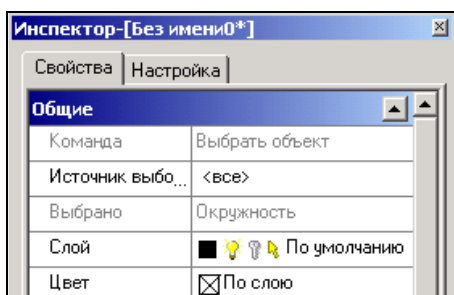 Инспектор-[Без имени0*]
Свойства Настройка
Общие
Команда Выбрать объект
Источник выбо... <все>
Выбрано Окружность
Слой По умолчанию
Цвет По слою